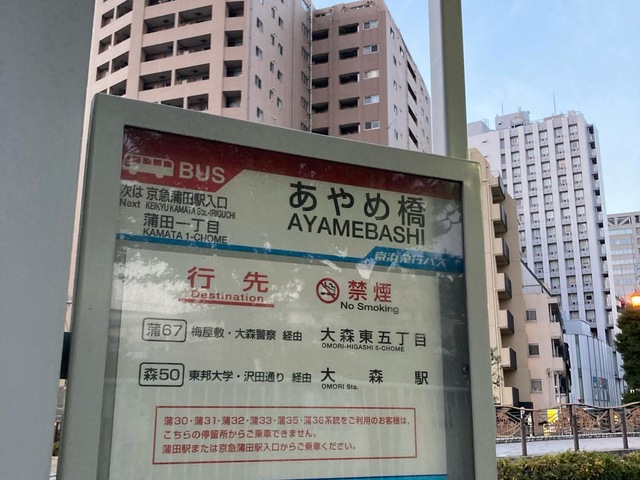 BUS
次は 京急蒲田駅入口
Next KEIKYU KAMATA Sta.-IRIGUCHI
蒲田一丁目
KAMATA 1-CHOME
あやめ橋
AYAMEBASHI
京浜急行バス
行先
Destination
禁煙
No Smoking
蒲67 梅屋敷・大森警察 経由 大森東五丁目
OMORI-HIGASHI 5-CHOME
森50 東邦大学・沢田通り 経由 大森駅
OMORI Sta.
蒲30・蒲31・蒲32・蒲33・蒲35・蒲36系統をご利用のお客様は、
こちらの停留所からご乗車できません。
蒲田駅または京急蒲田駅入口からご乗車ください。